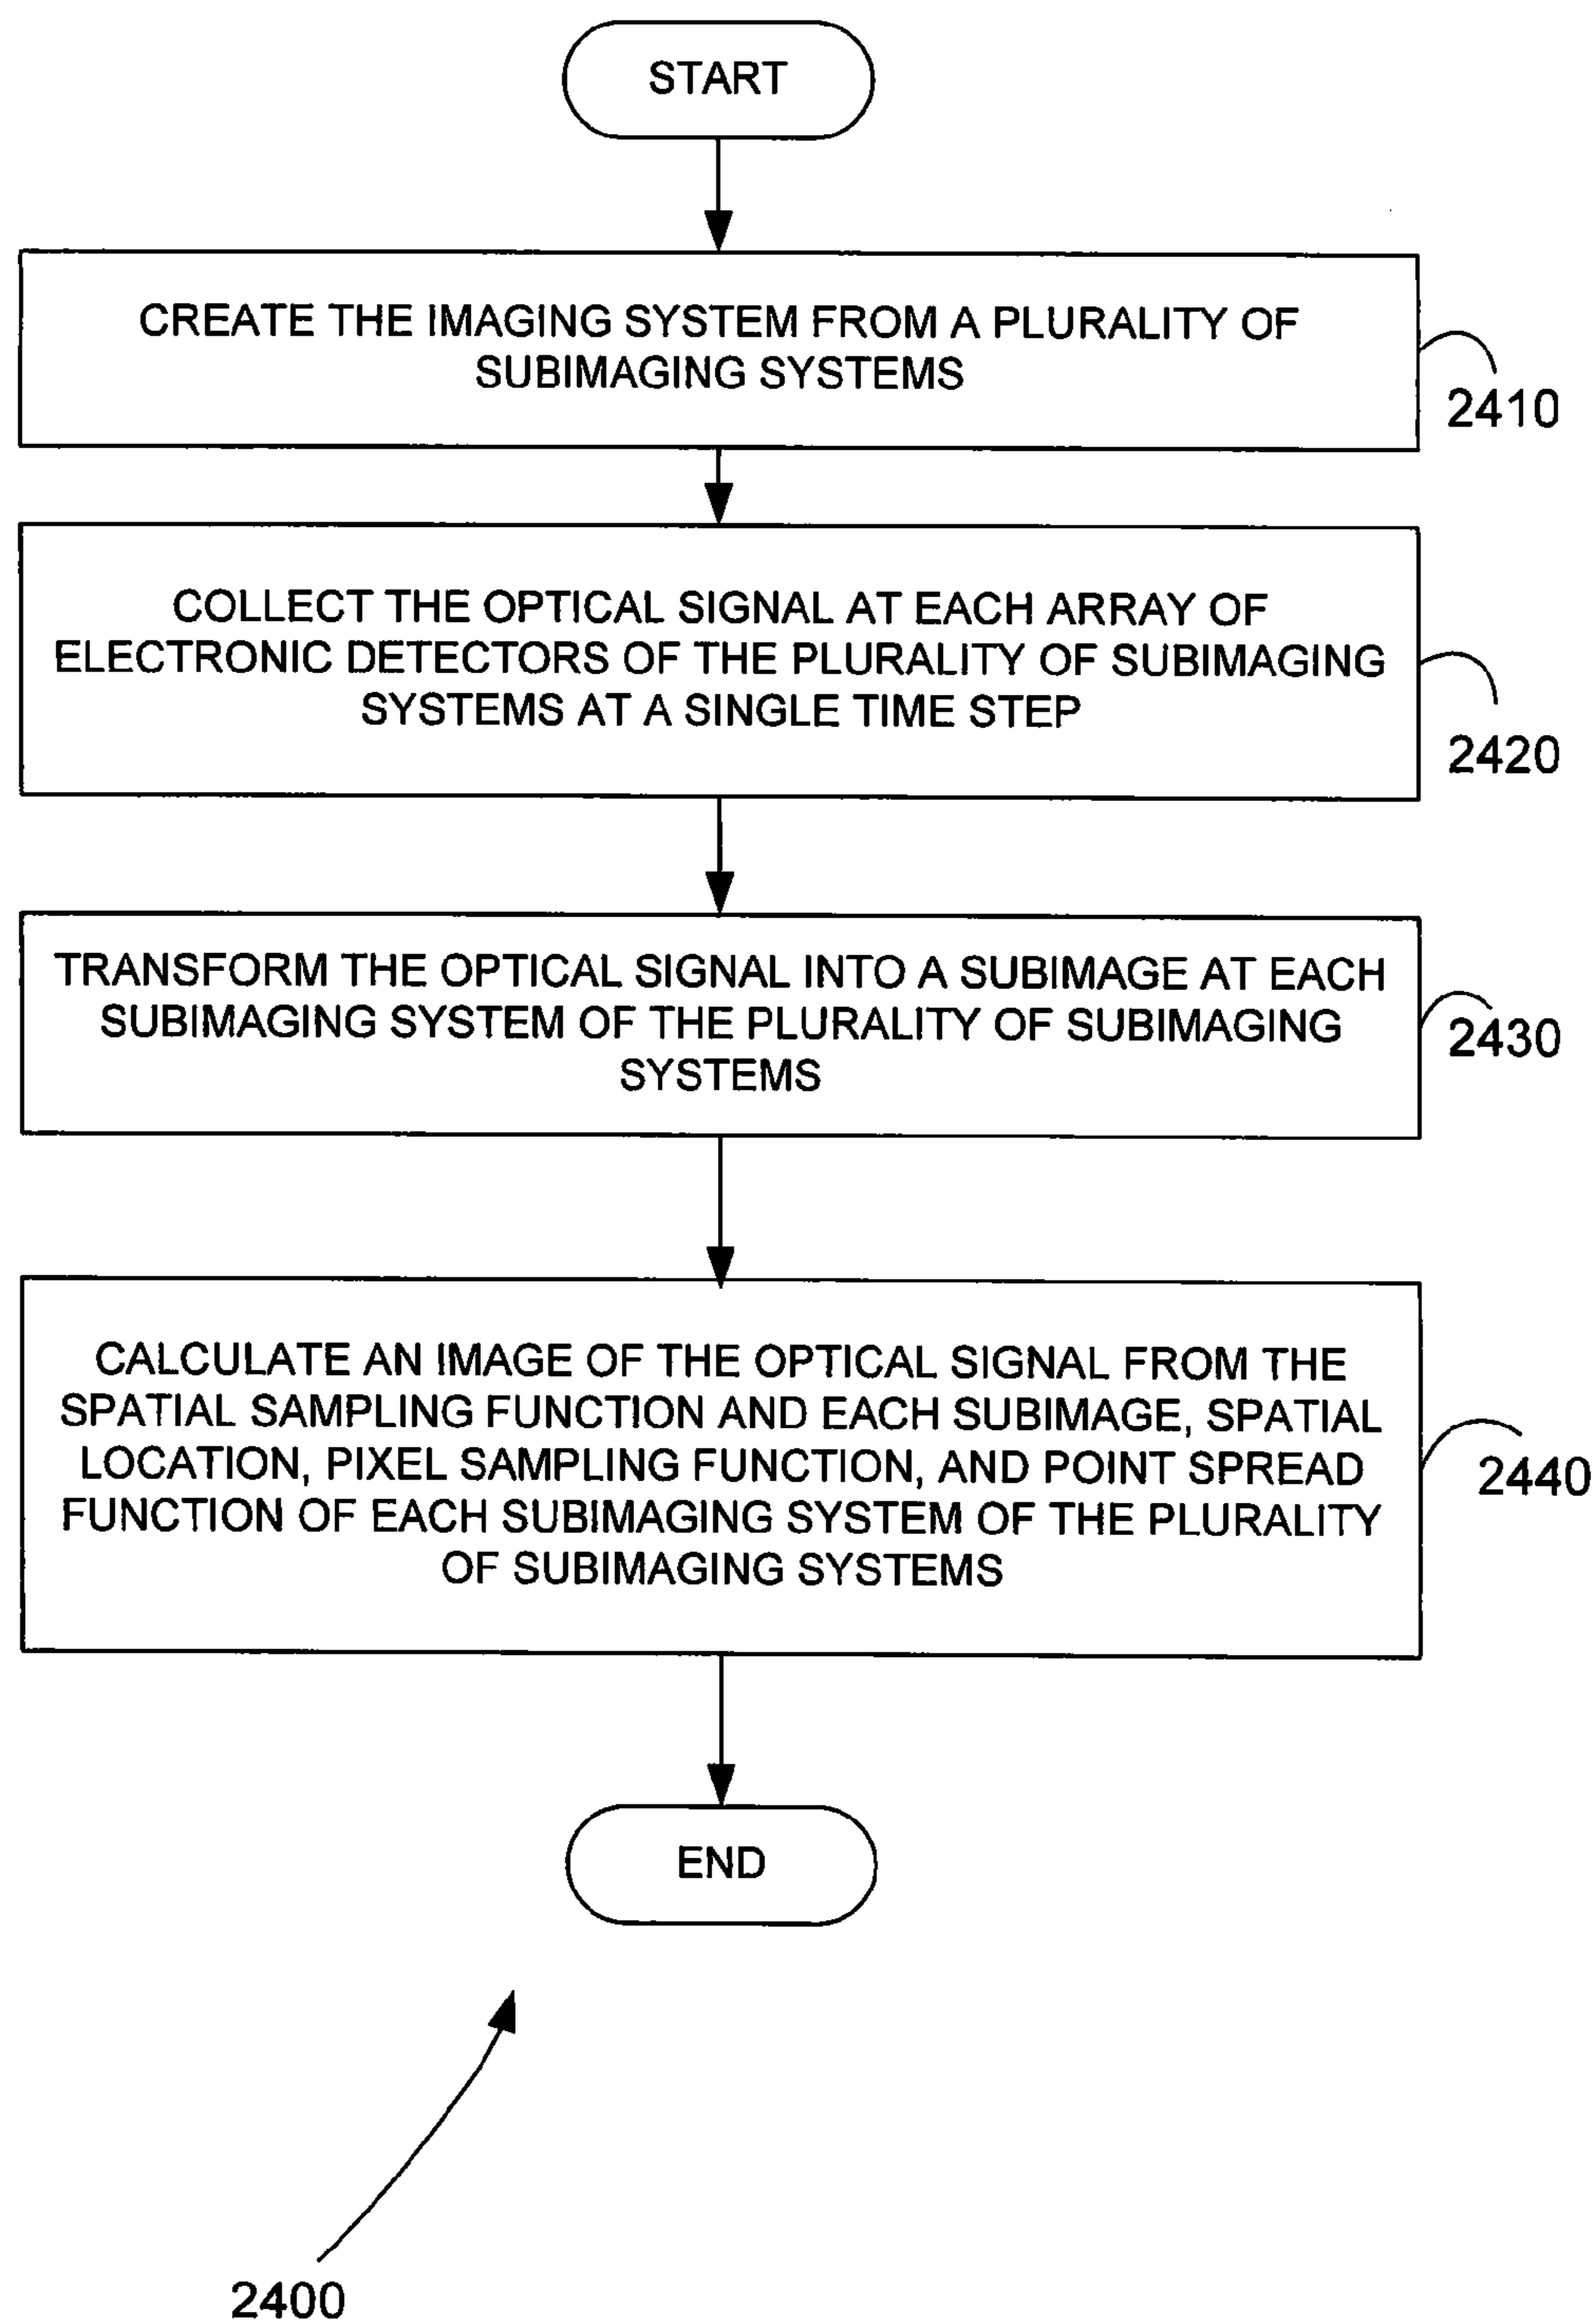 START
CREATE THE IMAGING SYSTEM FROM A PLURALITY OF
SUBIMAGING SYSTEMS
2410
COLLECT THE OPTICAL SIGNAL AT EACH ARRAY OF
ELECTRONIC DETECTORS OF THE PLURALITY OF SUBIMAGING
SYSTEMS AT A SINGLE TIME STEP
2420
TRANSFORM THE OPTICAL SIGNAL INTO A SUBIMAGE AT EACH
SUBIMAGING SYSTEM OF THE PLURALITY OF SUBIMAGING
SYSTEMS
2430
CALCULATE AN IMAGE OF THE OPTICAL SIGNAL FROM THE
SPATIAL SAMPLING FUNCTION AND EACH SUBIMAGE, SPATIAL
LOCATION, PIXEL SAMPLING FUNCTION, AND POINT SPREAD
FUNCTION OF EACH SUBIMAGING SYSTEM OF THE PLURALITY
OF SUBIMAGING SYSTEMS
2440
END
2400